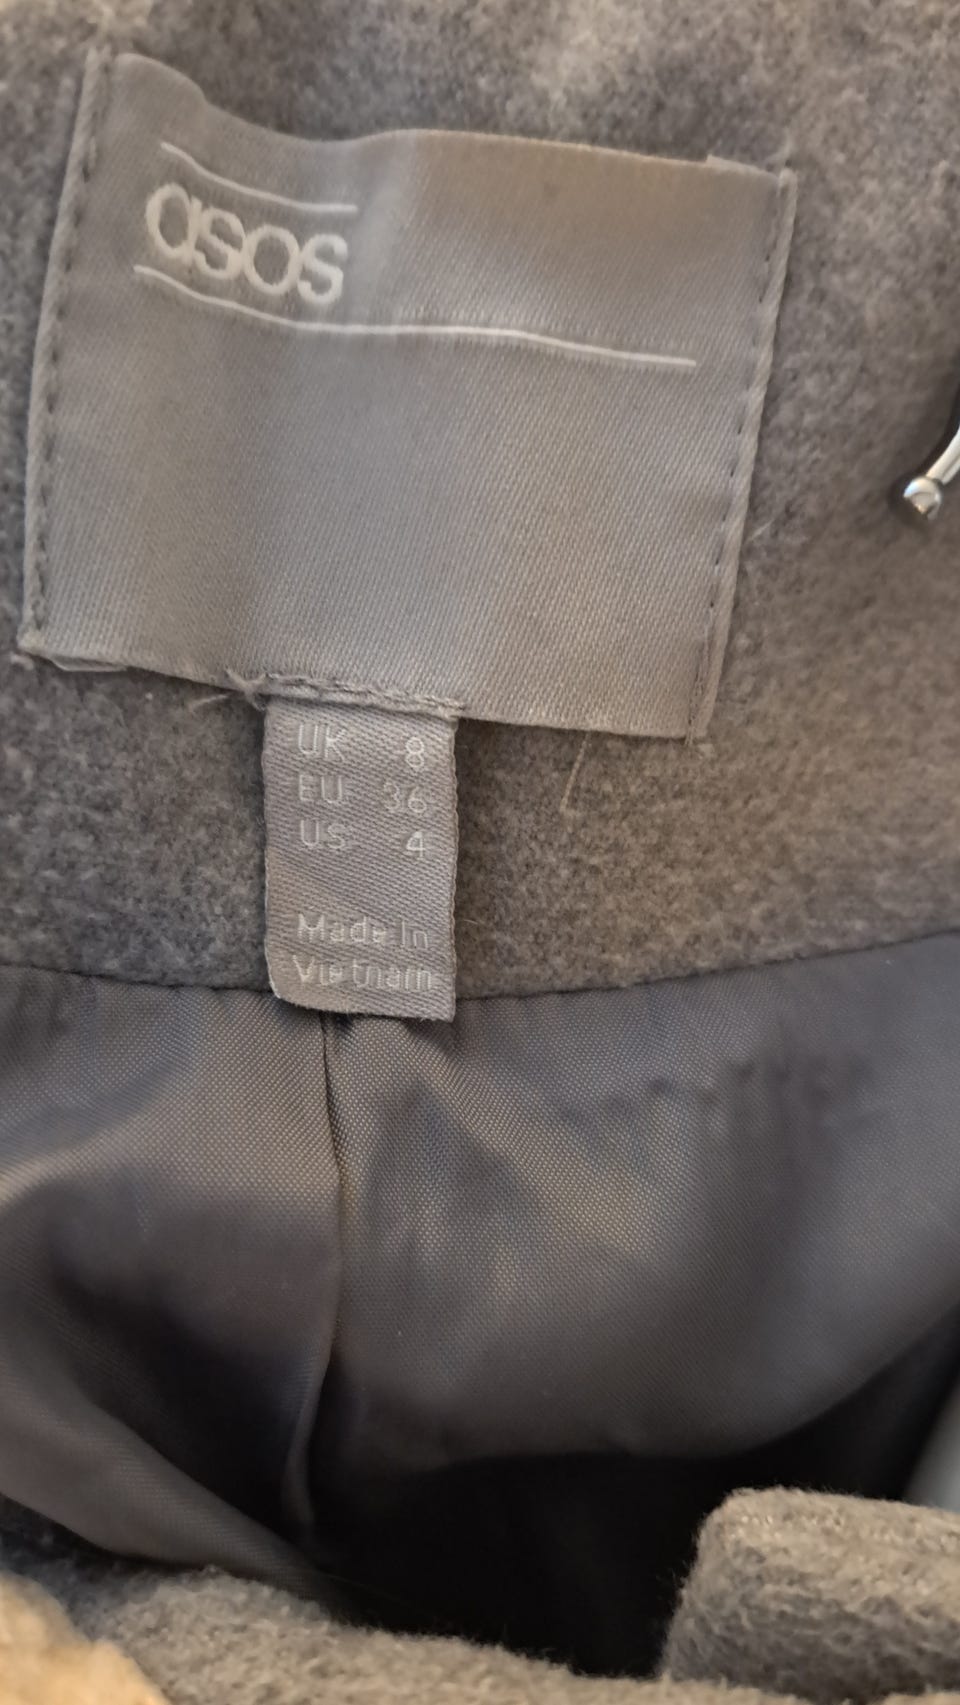 asos
UK 8
EU 36
US 4
Made In
Vietnam